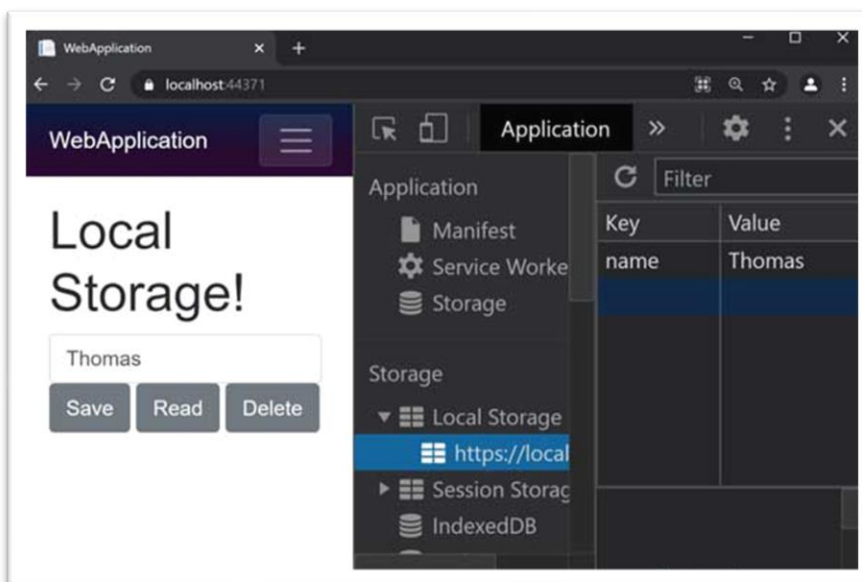 WebApplication
localhost:44371
WebApplication
Local
Storage!
Thomas
Save Read Delete
Application
Application
Manifest
Service Worke
Storage
Storage
Local Storage
https://local
Session Storag
IndexedDB
Filter
Key Value
name Thomas